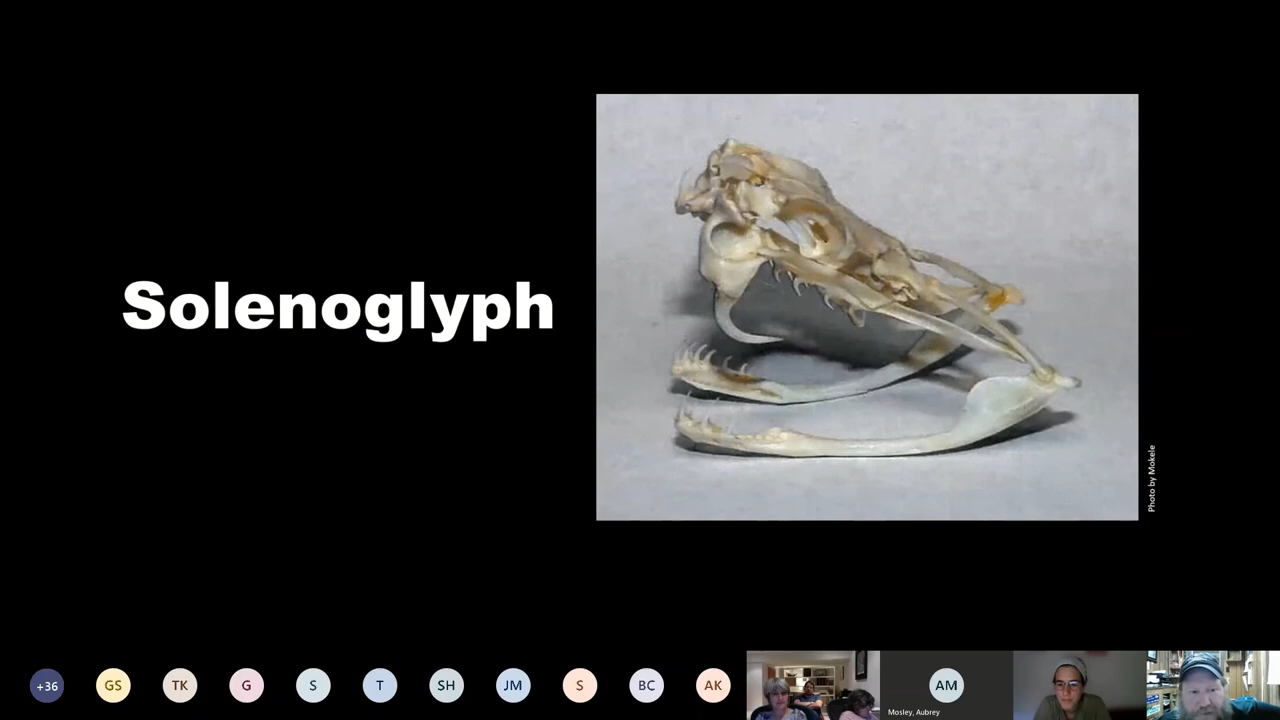 Solenoglyph
Photo by Mokele
+36
GS
TK
G
S
T
SH
JM
S
BC
AK
AM
Mosley, Aubrey